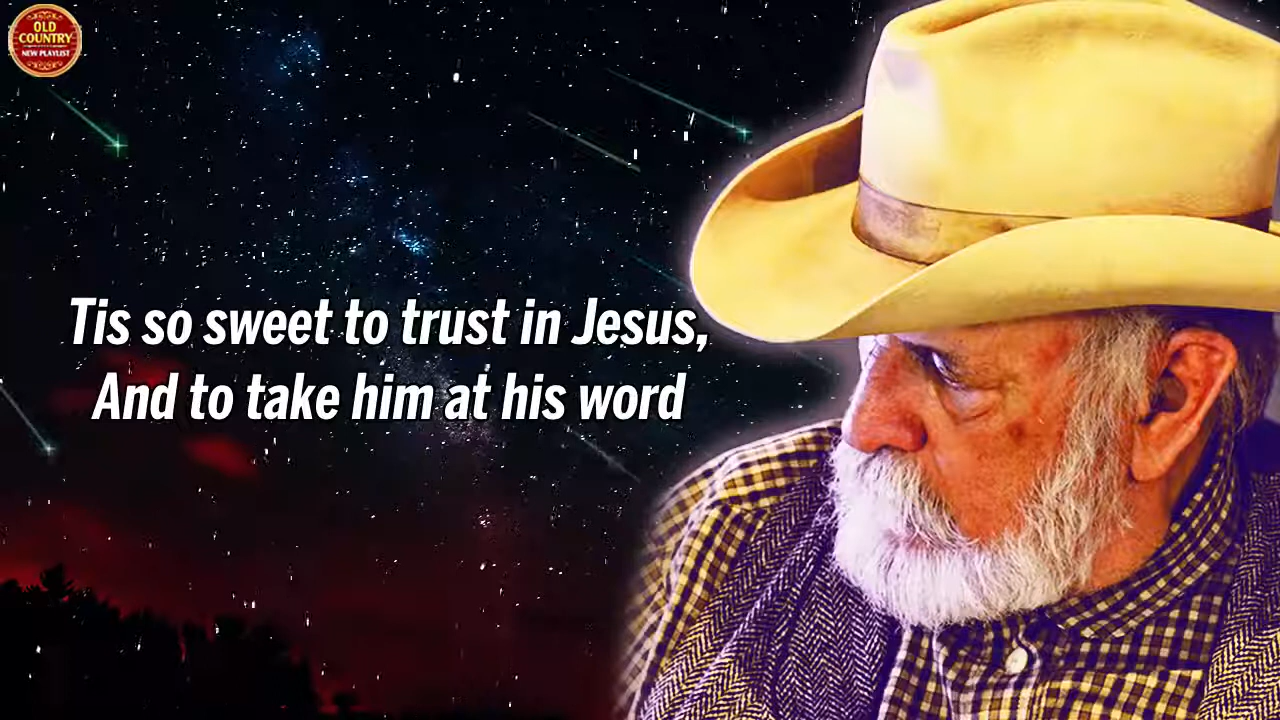 OLD
COUNTRY
NEW PLAYLIST
Tis so sweet to trust in Jesus,
And to take him at his word